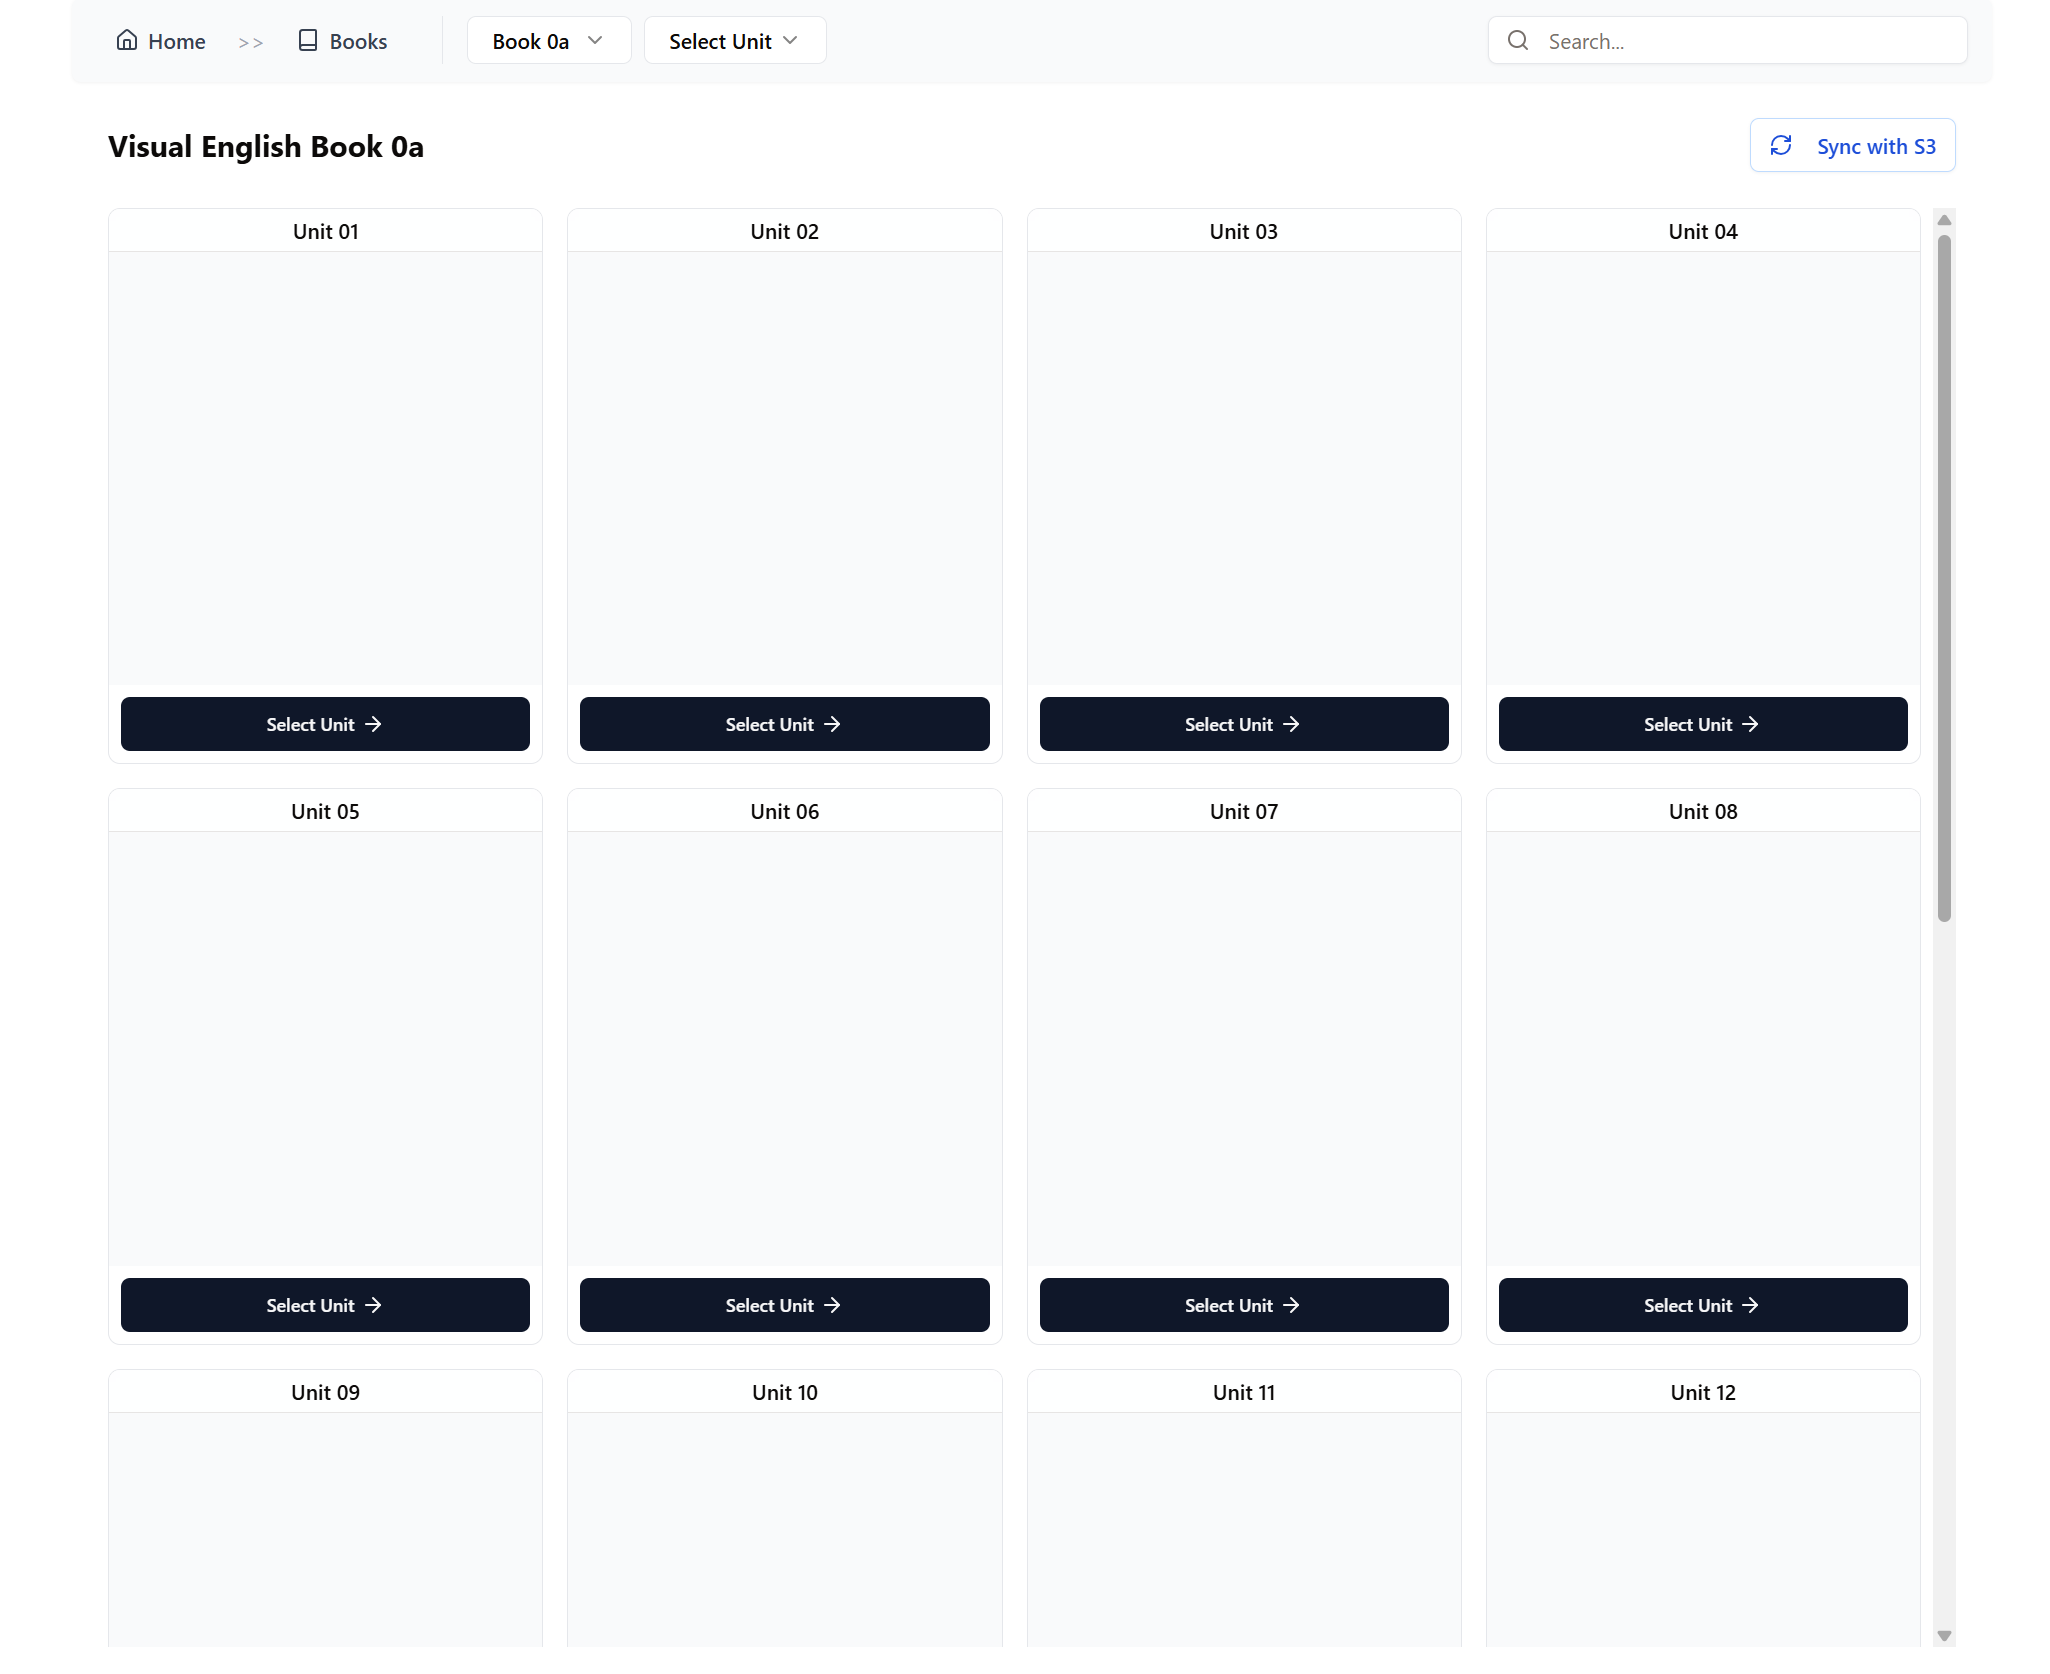 Home >> Books Book 0a Select Unit Search...
Visual English Book 0a Sync with S3
Unit 01 Unit 02 Unit 03 Unit 04
Select Unit → Select Unit → Select Unit → Select Unit →
Unit 05 Unit 06 Unit 07 Unit 08
Select Unit → Select Unit → Select Unit → Select Unit →
Unit 09 Unit 10 Unit 11 Unit 12